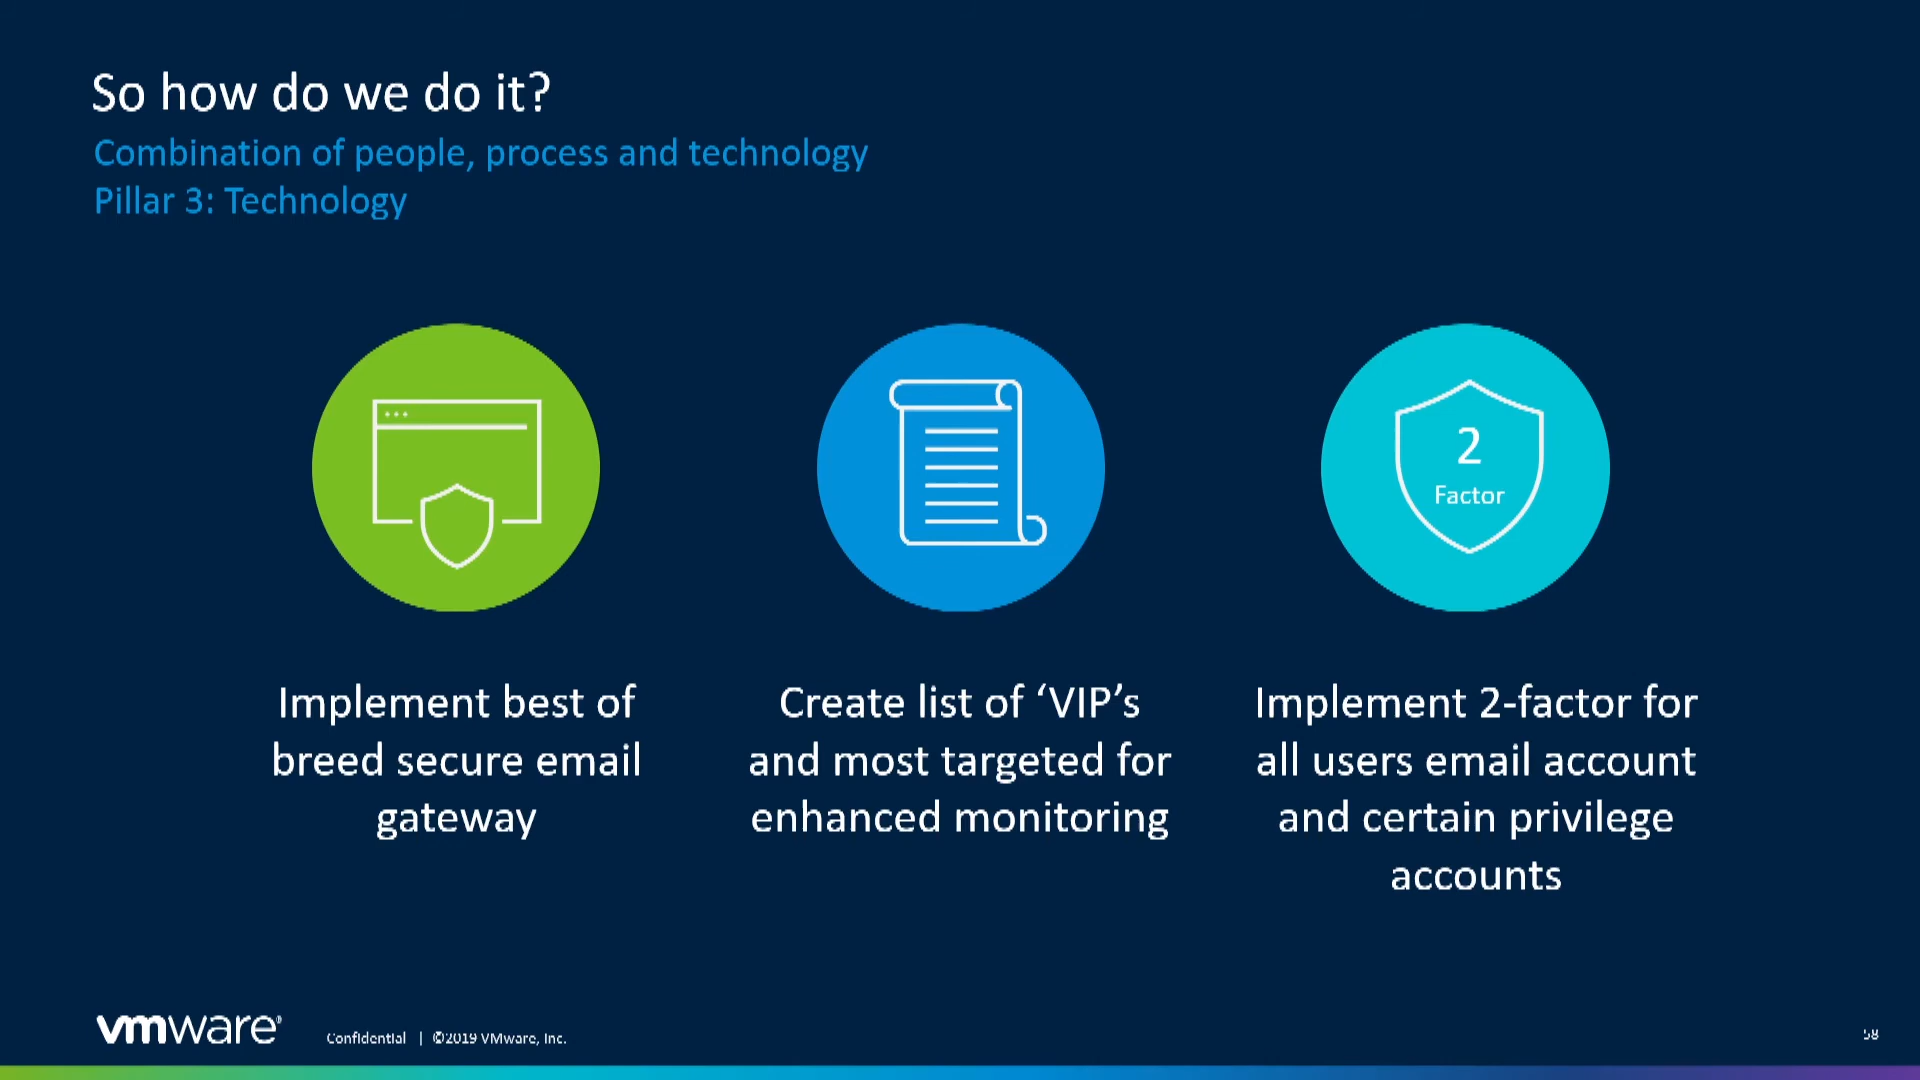 So how do we do it?
Combination of people, process and technology
Pillar 3: Technology
2
Factor
Implement best of
breed secure email
gateway
Create list of ‘VIP’s
and most targeted for
enhanced monitoring
Implement 2-factor for
all users email account
and certain privilege
accounts
vmware®
Confidential | ©2019 VMware, Inc.
58